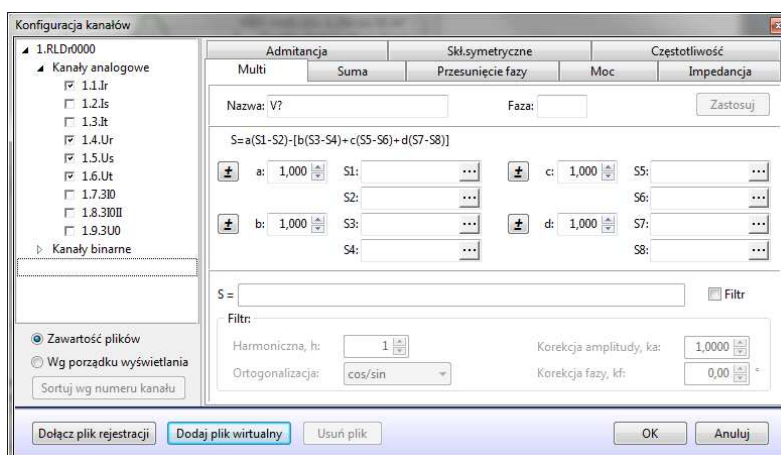 Konfiguracja kanałów
1.RLDr0000
Kanały analogowe
1.1.Ir
1.2.Is
1.3.It
1.4.Ur
1.5.Us
1.6.Ut
1.7.3I0
1.8.3I0II
1.9.3U0
Kanały binarne
Zawartość plików
Wg porządku wyświetlania
Sortuj wg numeru kanału
Admitancja Skł.symetryczne Częstotliwość
Multi Suma Przesunięcie fazy Moc Impedancja
Nazwa: V? Faza: Zastosuj
S=a(S1-S2)-[b(S3-S4)+c(S5-S6)+d(S7-S8)]
± a: 1,000 S1: ... ± c: 1,000 S5: ...
S2: ... S6: ...
± b: 1,000 S3: ... ± d: 1,000 S7: ...
S4: ... S8: ...
S = Filtr
Filtr:
Harmoniczna, h: 1 Korekcja amplitudy, ka: 1,0000
Ortogonalizacja: cos/sin Korekcja fazy, kf: 0,00 °
Dołącz plik rejestracji Dodaj plik wirtualny Usuń plik OK Anuluj